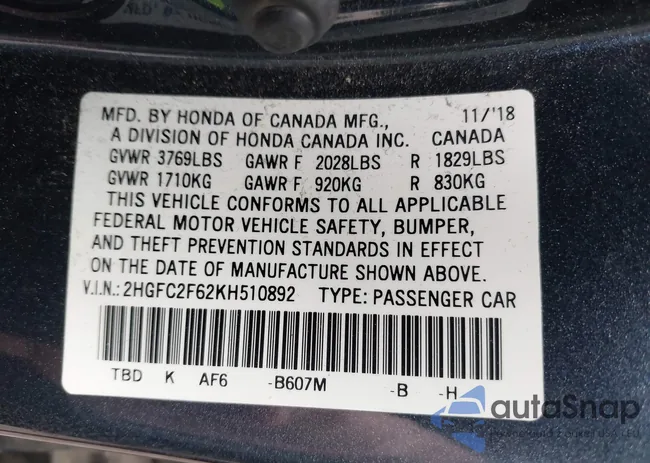 MFD. BY HONDA OF CANADA MFG., 11/'18
A DIVISION OF HONDA CANADA INC. CANADA
GVWR 3769LBS GAWR F 2028LBS R 1829LBS
GVWR 1710KG GAWR F 920KG R 830KG
THIS VEHICLE CONFORMS TO ALL APPLICABLE
FEDERAL MOTOR VEHICLE SAFETY, BUMPER,
AND THEFT PREVENTION STANDARDS IN EFFECT
ON THE DATE OF MANUFACTURE SHOWN ABOVE.
V.I.N.: 2HGFC2F62KH510892 TYPE: PASSENGER CAR
TBD K AF6 -B607M -B -H
autoSnap